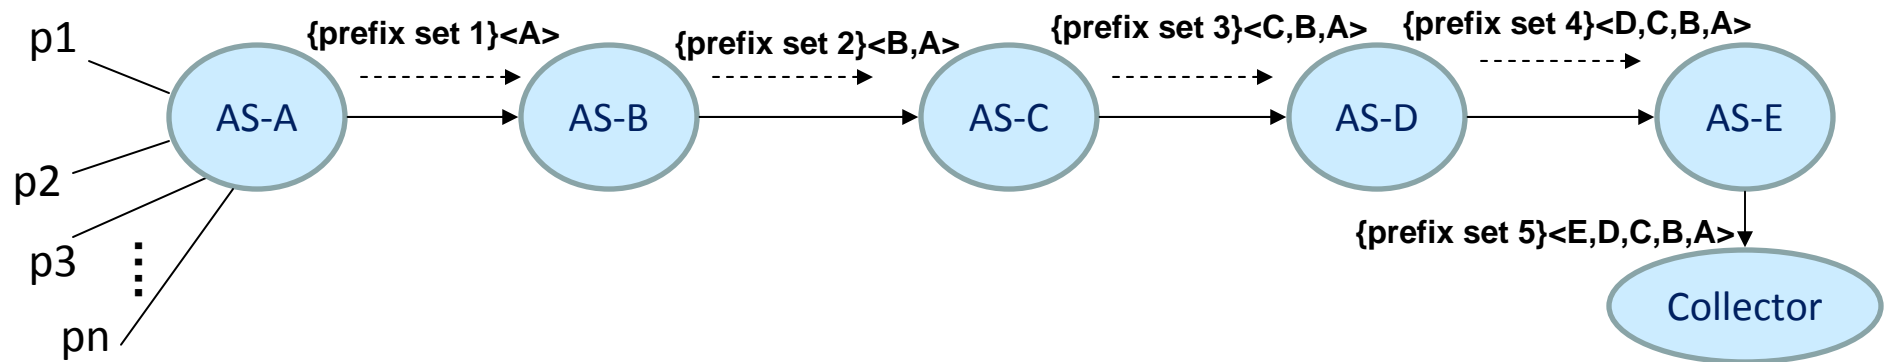 p1
{prefix set 1}<A>
{prefix set 2}<B,A>
{prefix set 3}<C,B,A>
{prefix set 4}<D,C,B,A>
AS-A
AS-B
AS-C
AS-D
AS-E
p2
p3
pn
{prefix set 5}<E,D,C,B,A>
Collector